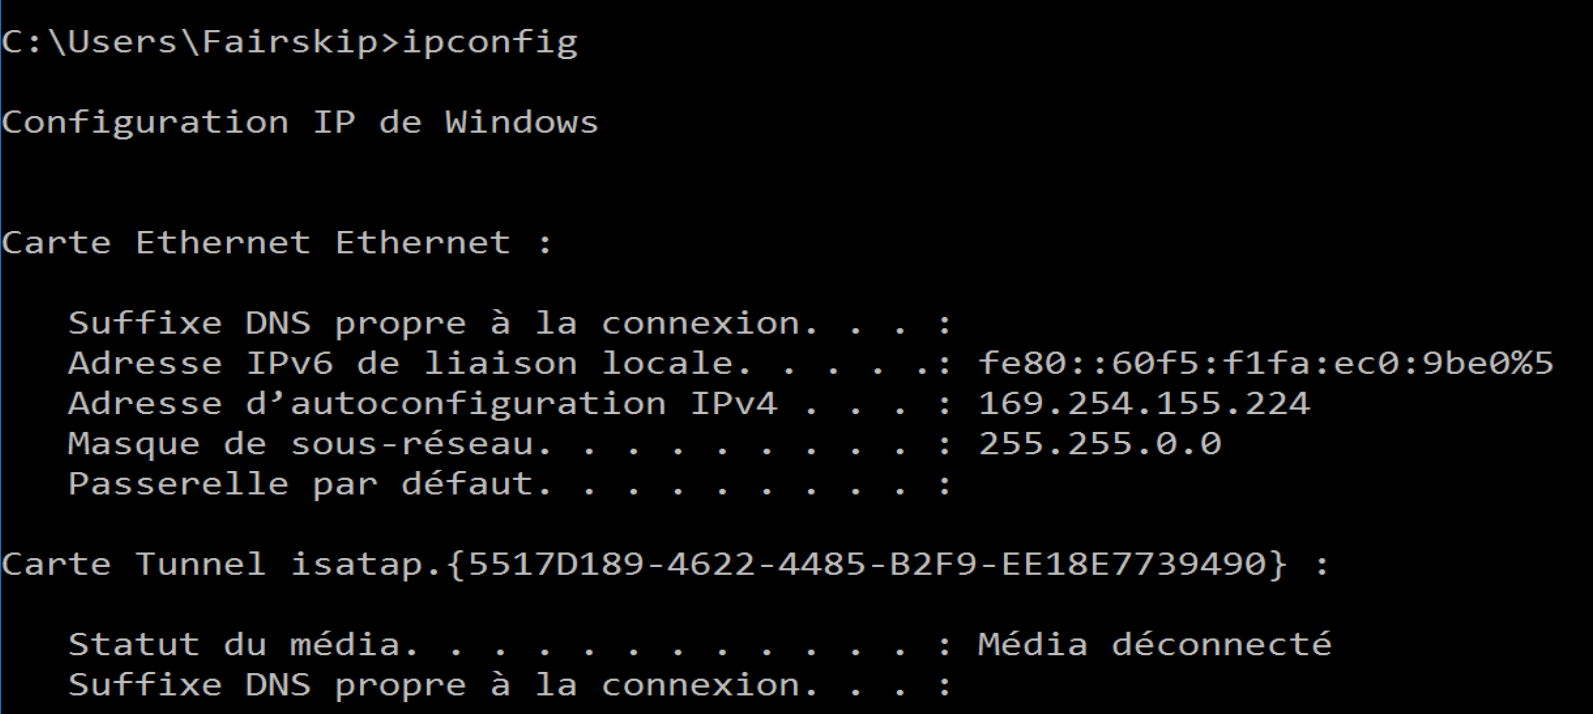 C:\Users\Fairskip>ipconfig
Configuration IP de Windows
Carte Ethernet Ethernet :
Suffixe DNS propre à la connexion. . . :
Adresse IPv6 de liaison locale. . . . .: fe80::60f5:f1fa:ec0:9be0%5
Adresse d’autoconfiguration IPv4 . . . : 169.254.155.224
Masque de sous-réseau. . . . . . . . . : 255.255.0.0
Passerelle par défaut. . . . . . . . . :
Carte Tunnel isatap.{5517D189-4622-4485-B2F9-EE18E7739490} :
Statut du média. . . . . . . . . . . . : Média déconnecté
Suffixe DNS propre à la connexion. . . :